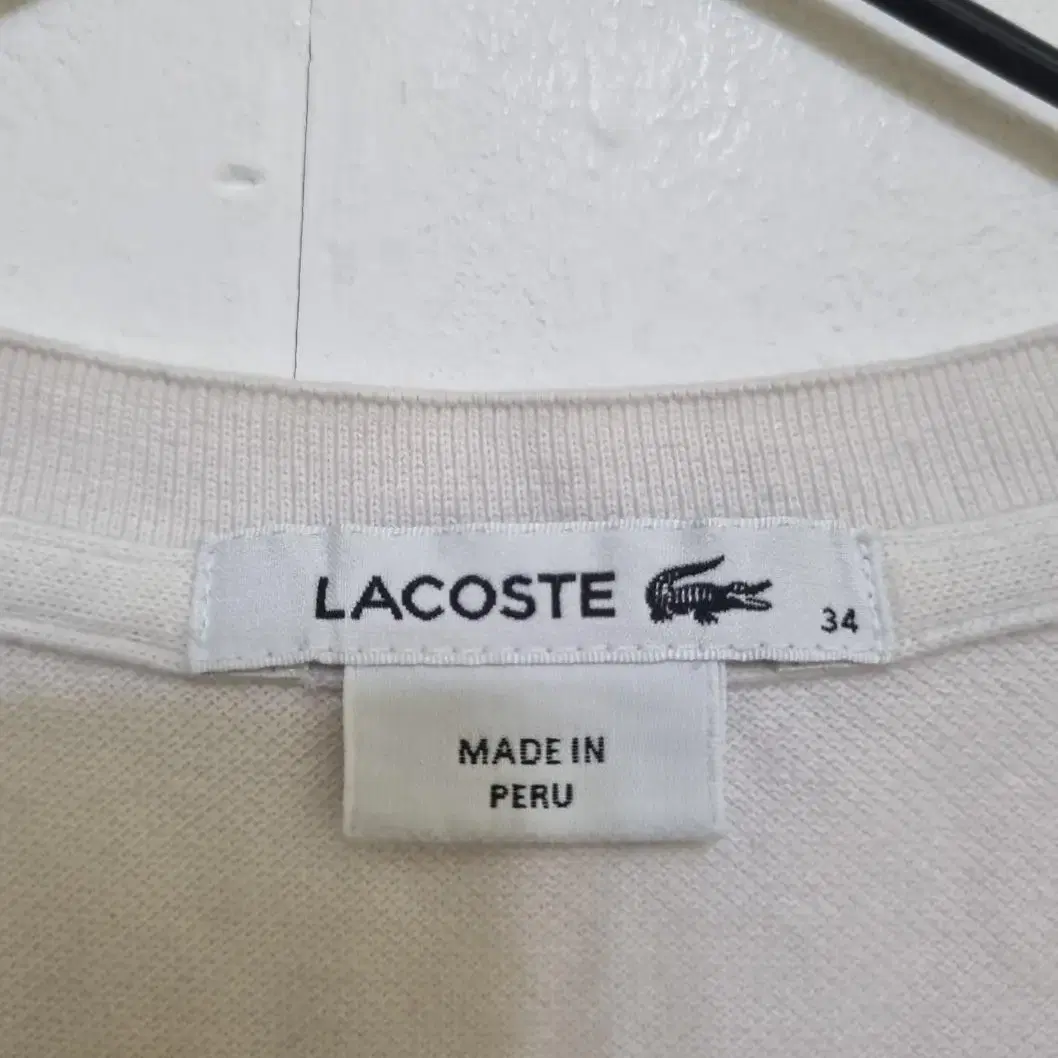 LACOSTE
34
MADE IN
PERU